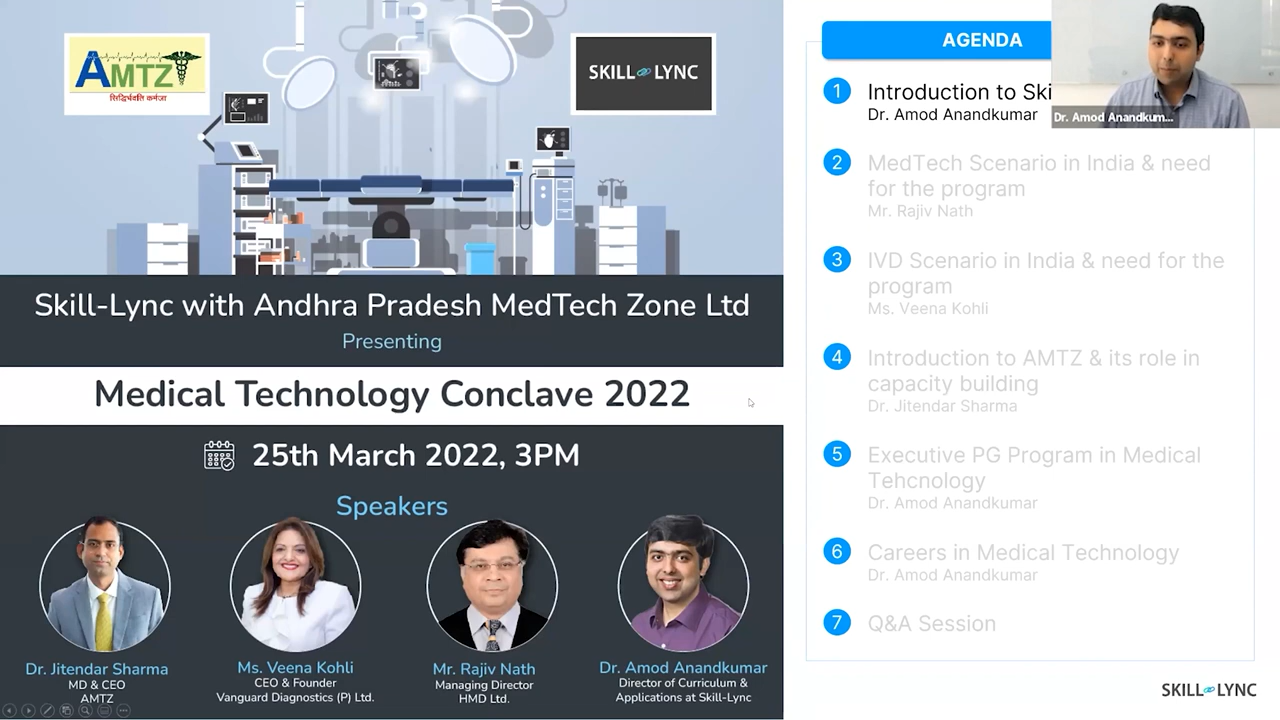 AMTZ
सिद्धिर्भवति कर्मजा
SKILL LYNC
Skill-Lync with Andhra Pradesh MedTech Zone Ltd
Presenting
Medical Technology Conclave 2022
25th March 2022, 3PM
Speakers
Dr. Jitendar Sharma
MD & CEO
AMTZ
Ms. Veena Kohli
CEO & Founder
Vanguard Diagnostics (P) Ltd.
Mr. Rajiv Nath
Managing Director
HMD Ltd.
Dr. Amod Anandkumar
Director of Curriculum &
Applications at Skill-Lync
AGENDA
1 Introduction to Ski
Dr. Amod Anandkumar
Dr. Amod Anandkum...
2 MedTech Scenario in India & need
for the program
Mr. Rajiv Nath
3 IVD Scenario in India & need for the
program
Ms. Veena Kohli
4 Introduction to AMTZ & its role in
capacity building
Dr. Jitendar Sharma
5 Executive PG Program in Medical
Tehcnology
Dr. Amod Anandkumar
6 Careers in Medical Technology
Dr. Amod Anandkumar
7 Q&A Session
SKILL LYNC